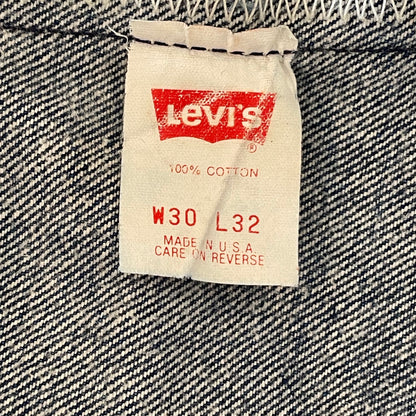 Levi's ®
100% COTTON
W30 L32
MADE IN U.S.A.
CARE ON REVERSE